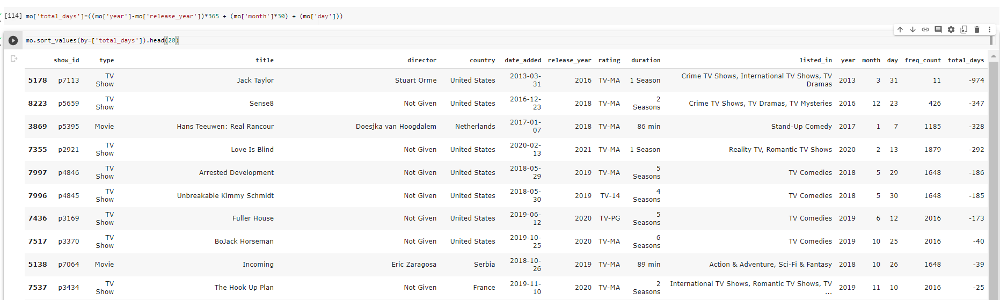 [114] mo['total_days']=((mo['year']-mo['release_year'])*365 + (mo['month']*30) + (mo['day']))
mo.sort_values(by=['total_days']).head(20)
show_id type title director country date_added release_year rating duration listed_in year month day freq_count total_days
5178 p7113 TV Show Jack Taylor Stuart Orme United States 2013-03-31 2016 TV-MA 1 Season Crime TV Shows, International TV Shows, TV Dramas 2013 3 31 11 -974
8223 p5659 TV Show Sense8 Not Given United States 2016-12-23 2018 TV-MA 2 Seasons Crime TV Shows, TV Dramas, TV Mysteries 2016 12 23 426 -347
3869 p5395 Movie Hans Teeuwen: Real Rancour Doesjka van Hoogdalem Netherlands 2017-01-07 2018 TV-MA 86 min Stand-Up Comedy 2017 1 7 1185 -328
7355 p2921 TV Show Love Is Blind Not Given United States 2020-02-13 2021 TV-MA 1 Season Reality TV, Romantic TV Shows 2020 2 13 1879 -292
7997 p4846 TV Show Arrested Development Not Given United States 2018-05-29 2019 TV-MA 5 Seasons TV Comedies 2018 5 29 1648 -186
7996 p4845 TV Show Unbreakable Kimmy Schmidt Not Given United States 2018-05-30 2019 TV-14 4 Seasons TV Comedies 2018 5 30 1648 -185
7436 p3169 TV Show Fuller House Not Given United States 2019-06-12 2020 TV-PG 5 Seasons TV Comedies 2019 6 12 2016 -173
7517 p3370 TV Show BoJack Horseman Not Given United States 2019-10-25 2020 TV-MA 6 Seasons TV Comedies 2019 10 25 2016 -40
5138 p7064 Movie Incoming Eric Zaragosa Serbia 2018-10-26 2019 TV-MA 89 min Action & Adventure, Sci-Fi & Fantasy 2018 10 26 1648 -39
7537 p3434 TV Show The Hook Up Plan Not Given France 2019-11-10 2020 TV-MA 2 Seasons International TV Shows, Romantic TV Shows, TV ... 2019 11 10 2016 -25